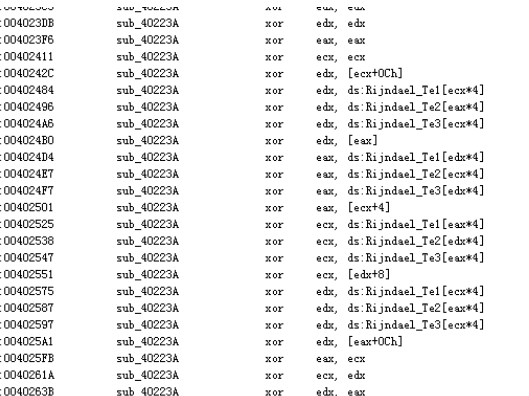 :004023DB sub_40223A xor edx, edx
:004023F6 sub_40223A xor eax, eax
:00402411 sub_40223A xor ecx, ecx
:0040242C sub_40223A xor edx, [ecx+0Ch]
:00402484 sub_40223A xor edx, ds:Rijndael_Te1[ecx*4]
:00402496 sub_40223A xor edx, ds:Rijndael_Te2[eax*4]
:004024A6 sub_40223A xor edx, ds:Rijndael_Te3[ecx*4]
:004024B0 sub_40223A xor edx, [eax]
:004024D4 sub_40223A xor eax, ds:Rijndael_Te1[edx*4]
:004024E7 sub_40223A xor eax, ds:Rijndael_Te2[ecx*4]
:004024F7 sub_40223A xor eax, ds:Rijndael_Te3[edx*4]
:00402501 sub_40223A xor eax, [ecx+4]
:00402525 sub_40223A xor ecx, ds:Rijndael_Te1[eax*4]
:00402538 sub_40223A xor ecx, ds:Rijndael_Te2[edx*4]
:00402547 sub_40223A xor ecx, ds:Rijndael_Te3[eax*4]
:00402551 sub_40223A xor ecx, [edx+8]
:00402575 sub_40223A xor edx, ds:Rijndael_Te1[ecx*4]
:00402587 sub_40223A xor edx, ds:Rijndael_Te2[eax*4]
:00402597 sub_40223A xor edx, ds:Rijndael_Te3[ecx*4]
:004025A1 sub_40223A xor edx, [eax+0Ch]
:004025FB sub_40223A xor eax, ecx
:0040261A sub_40223A xor ecx, edx
:0040263B sub_40223A xor edx, eax